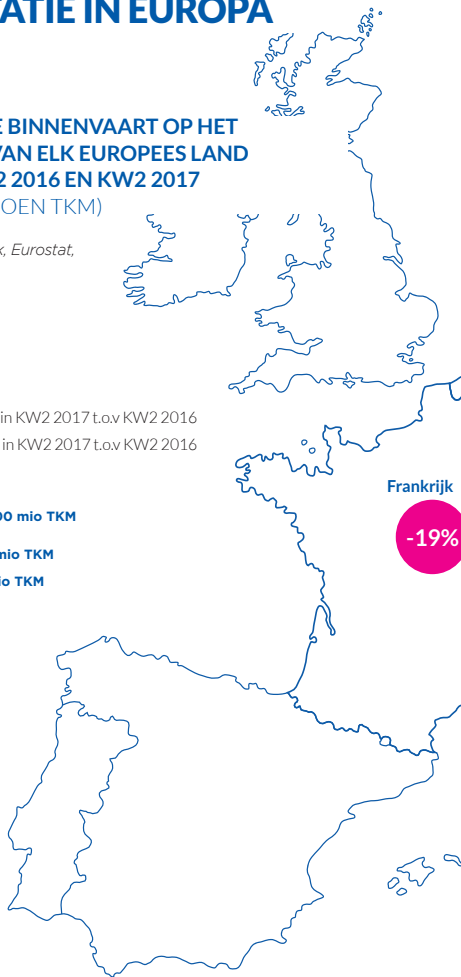 TATIE IN EUROPA
E BINNENVAART OP HET
VAN ELK EUROPEES LAND
2 2016 EN KW2 2017
OEN TKM)
k, Eurostat,
in KW2 2017 t.o.v KW2 2016
in KW2 2017 t.o.v KW2 2016
00 mio TKM
mio TKM
io TKM
Frankrijk
-19%